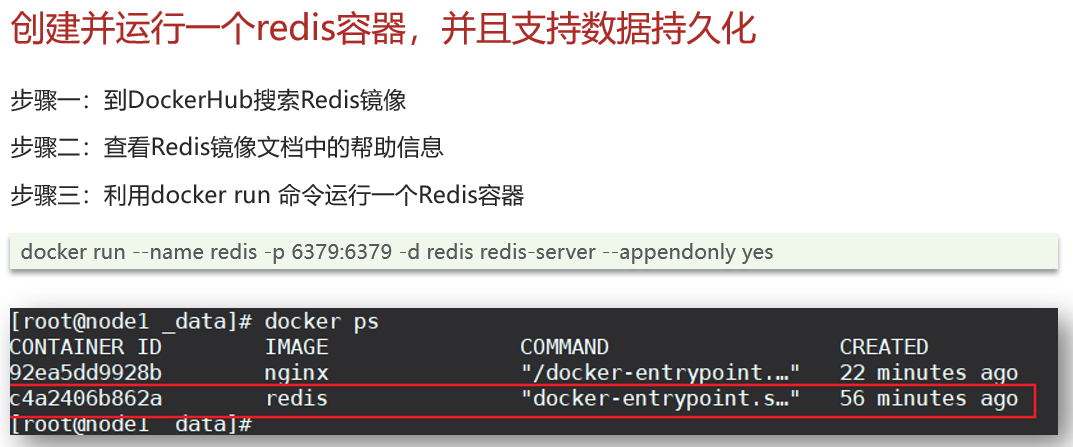 创建并运行一个redis容器，并且支持数据持久化
步骤一：到DockerHub搜索Redis镜像
步骤二：查看Redis镜像文档中的帮助信息
步骤三：利用docker run 命令运行一个Redis容器
docker run --name redis -p 6379:6379 -d redis redis-server --appendonly yes
[root@node1 _data]# docker ps
CONTAINER ID IMAGE COMMAND CREATED
92ea5dd9928b nginx "/docker-entrypoint.…" 22 minutes ago
c4a2406b862a redis "docker-entrypoint.s…" 56 minutes ago
[root@node1 _data]#